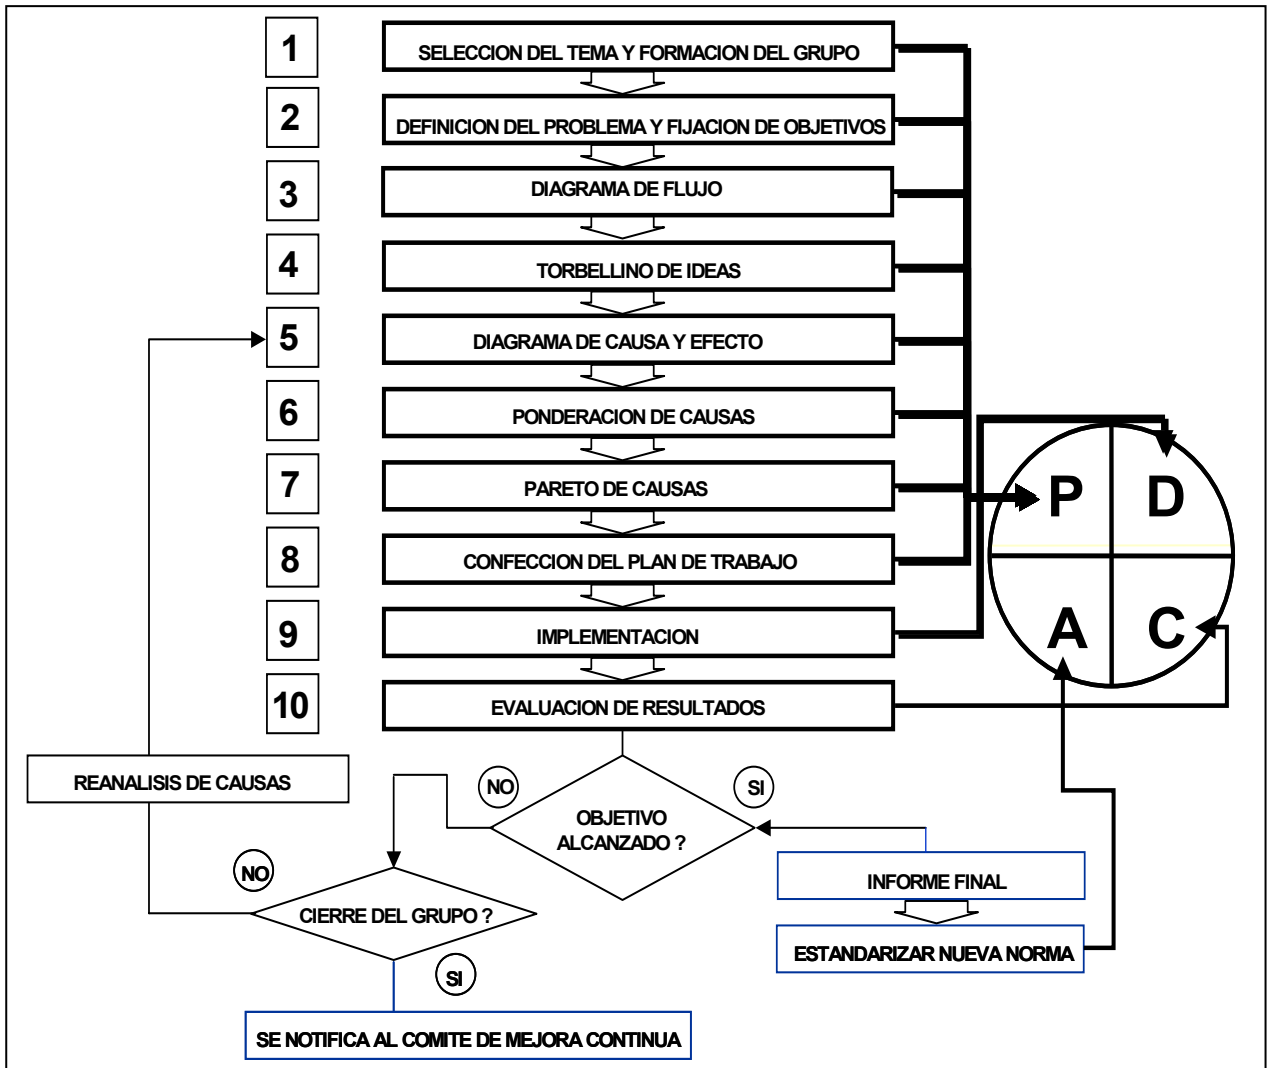 1
SELECCION DEL TEMA Y FORMACION DEL GRUPO
2
DEFINICION DEL PROBLEMA Y FIJACION DE OBJETIVOS
3
DIAGRAMA DE FLUJO
4
TORBELLINO DE IDEAS
5
DIAGRAMA DE CAUSA Y EFECTO
6
PONDERACION DE CAUSAS
7
PARETO DE CAUSAS
8
CONFECCION DEL PLAN DE TRABAJO
9
IMPLEMENTACION
10
EVALUACION DE RESULTADOS
P
D
A
C
REANALISIS DE CAUSAS
NO
SI
OBJETIVO
ALCANZADO ?
NO
CIERRE DEL GRUPO ?
SI
INFORME FINAL
ESTANDARIZAR NUEVA NORMA
SE NOTIFICA AL COMITE DE MEJORA CONTINUA